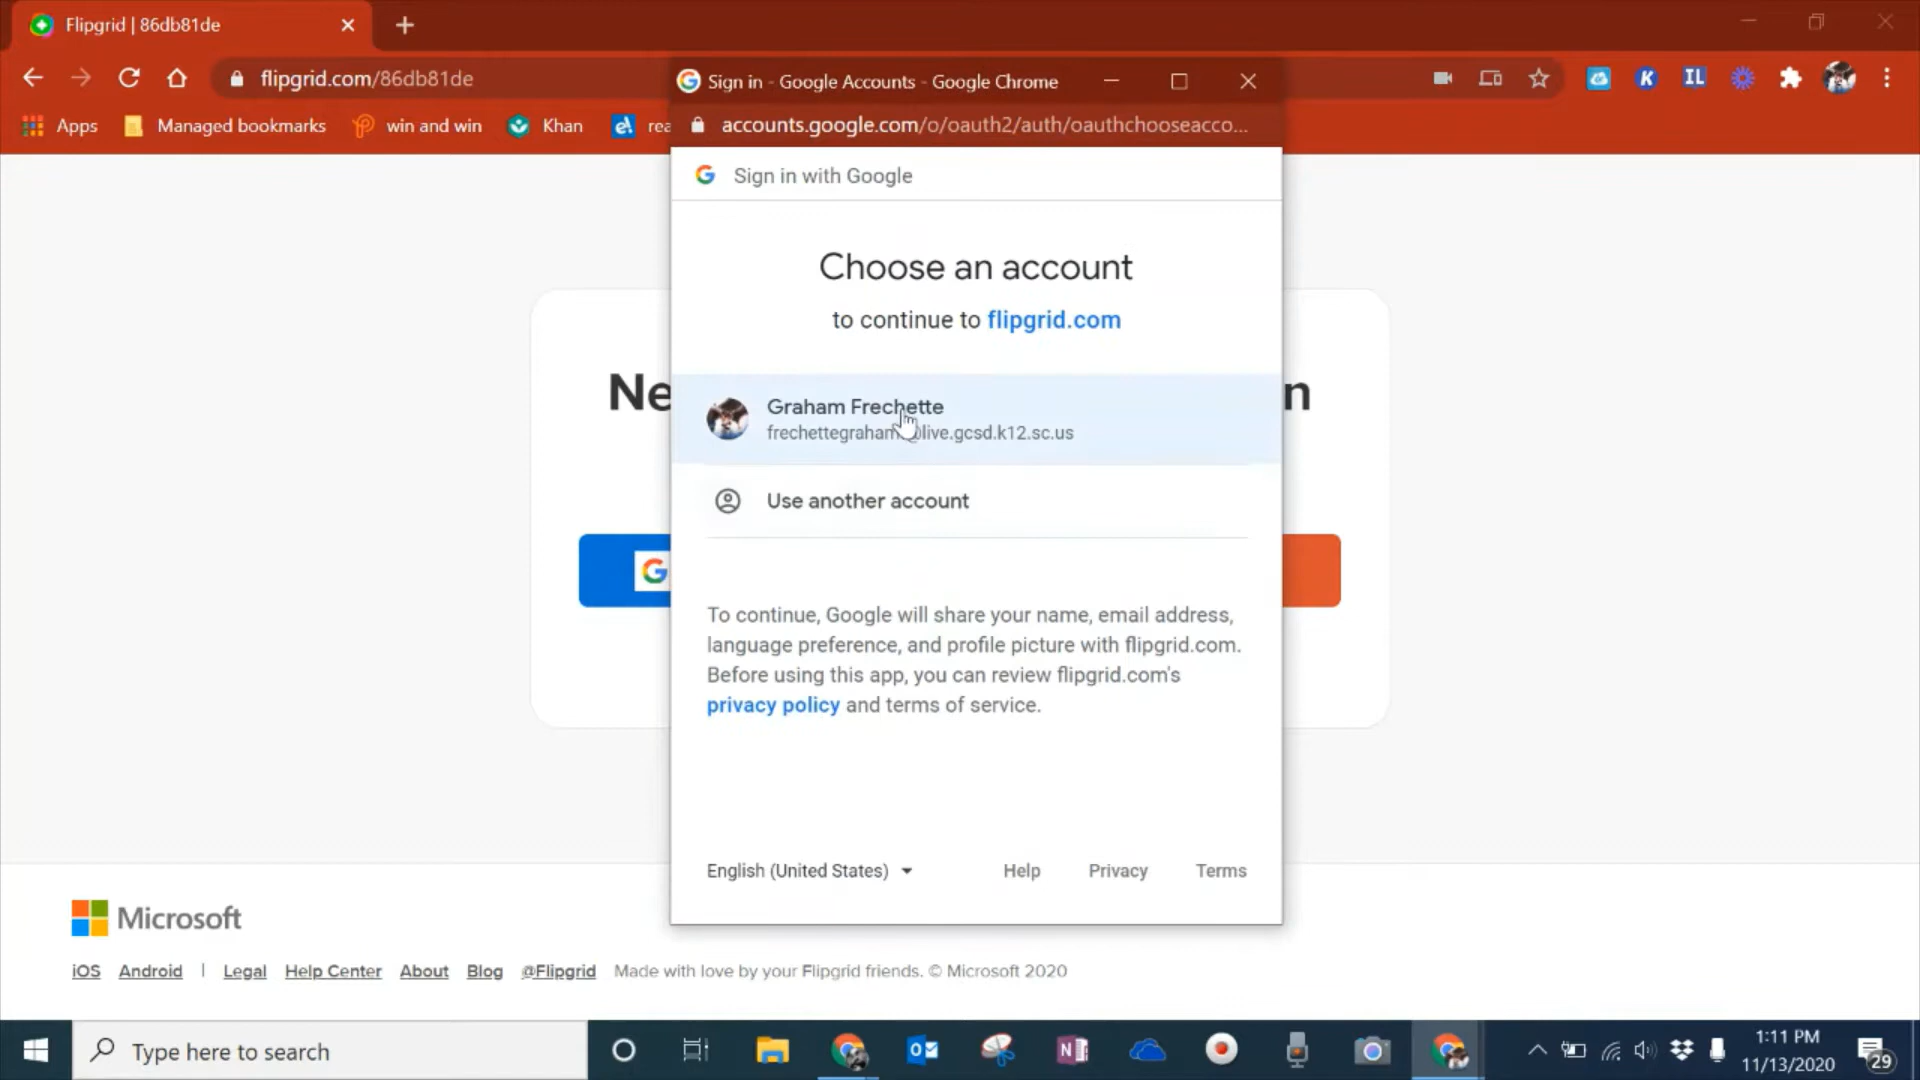 Flipgrid | 86db81de
flipgrid.com/86db81de
Sign in - Google Accounts - Google Chrome
IL
Apps
Managed bookmarks
win and win
Khan
rea
accounts.google.com/o/oauth2/auth/oauthchooseacco...
Sign in with Google
Choose an account
to continue to flipgrid.com
Ne
n
Graham Frechette
@live.gcsd.k12.sc.us
Use another account
To continue, Google will share your name, email address,
language preference, and profile picture with flipgrid.com.
Before using this app, you can review flipgrid.com's
privacy policy and terms of service.
English (United States)
Help
Privacy
Terms
Microsoft
iOS
Android
|
Legal
Help Center
About
Blog
@Flipgrid
Made with love by your Flipgrid friends. © Microsoft 2020
Type here to search
1:11 PM
11/13/2020
29